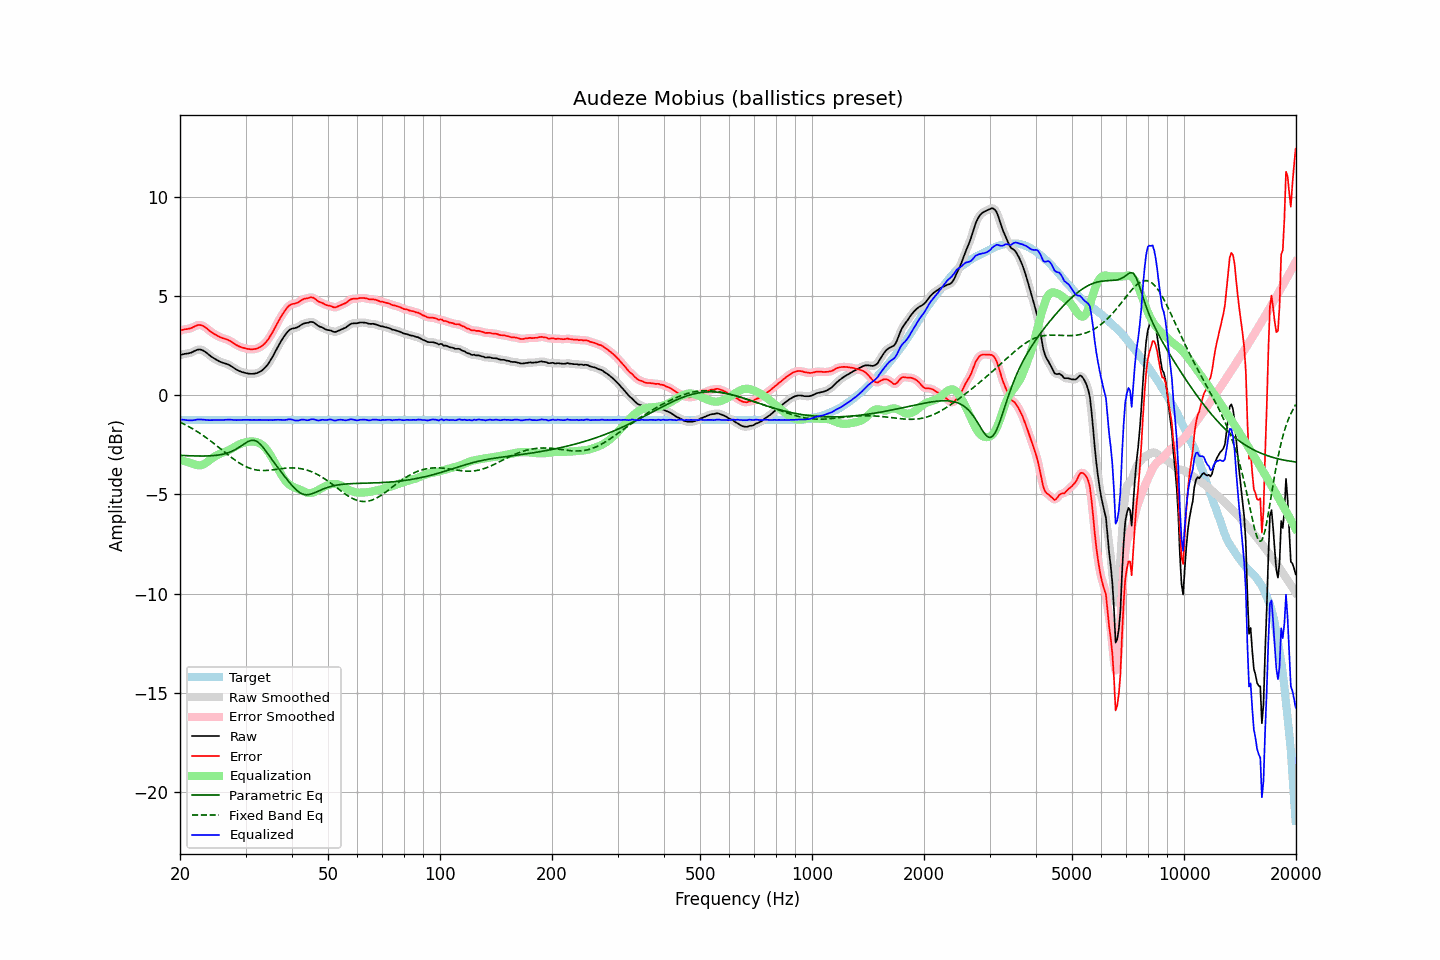 Audeze Mobius (ballistics preset)
Amplitude (dBr)
10
5
0
−5
−10
−15
−20
Target
Raw Smoothed
Error Smoothed
Raw
Error
Equalization
Parametric Eq
Fixed Band Eq
Equalized
20 50 100 200 500 1000 2000 5000 10000 20000
Frequency (Hz)